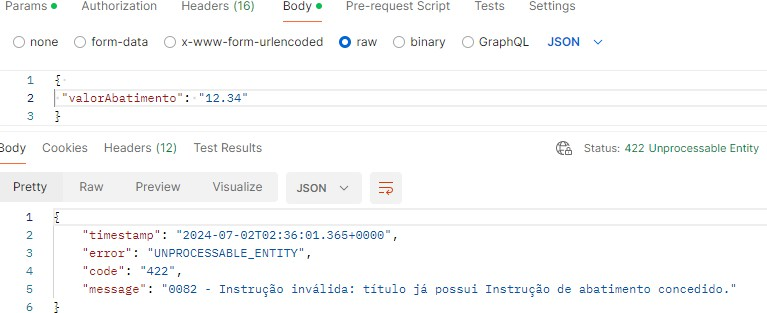 Params Authorization Headers (16) Body Pre-request Script Tests Settings
none form-data x-www-form-urlencoded raw binary GraphQL JSON
1 {
2 "valorAbatimento": "12.34"
3 }
Body Cookies Headers (12) Test Results Status: 422 Unprocessable Entity
Pretty Raw Preview Visualize JSON
1 {
2 "timestamp": "2024-07-02T02:36:01.365+0000",
3 "error": "UNPROCESSABLE_ENTITY",
4 "code": "422",
5 "message": "0082 - Instrução inválida: título já possui Instrução de abatimento concedido."
6 }